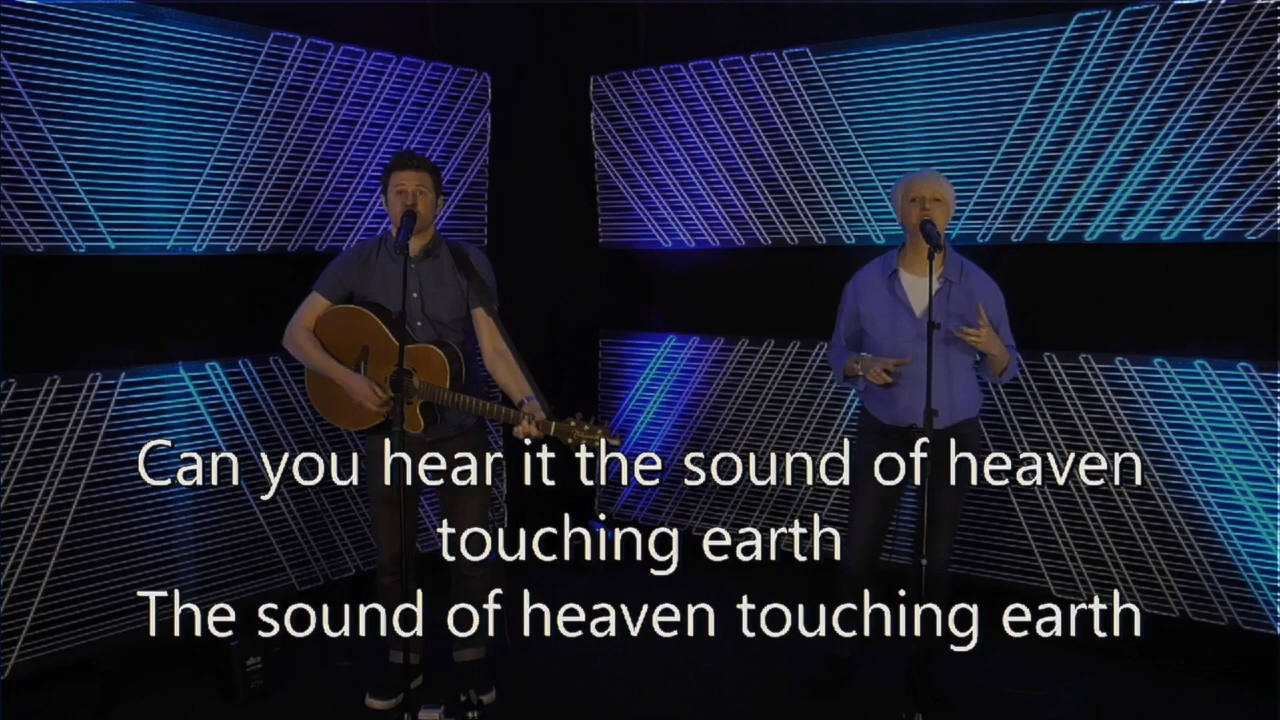 Can you hear it the sound of heaven
touching earth
The sound of heaven touching earth